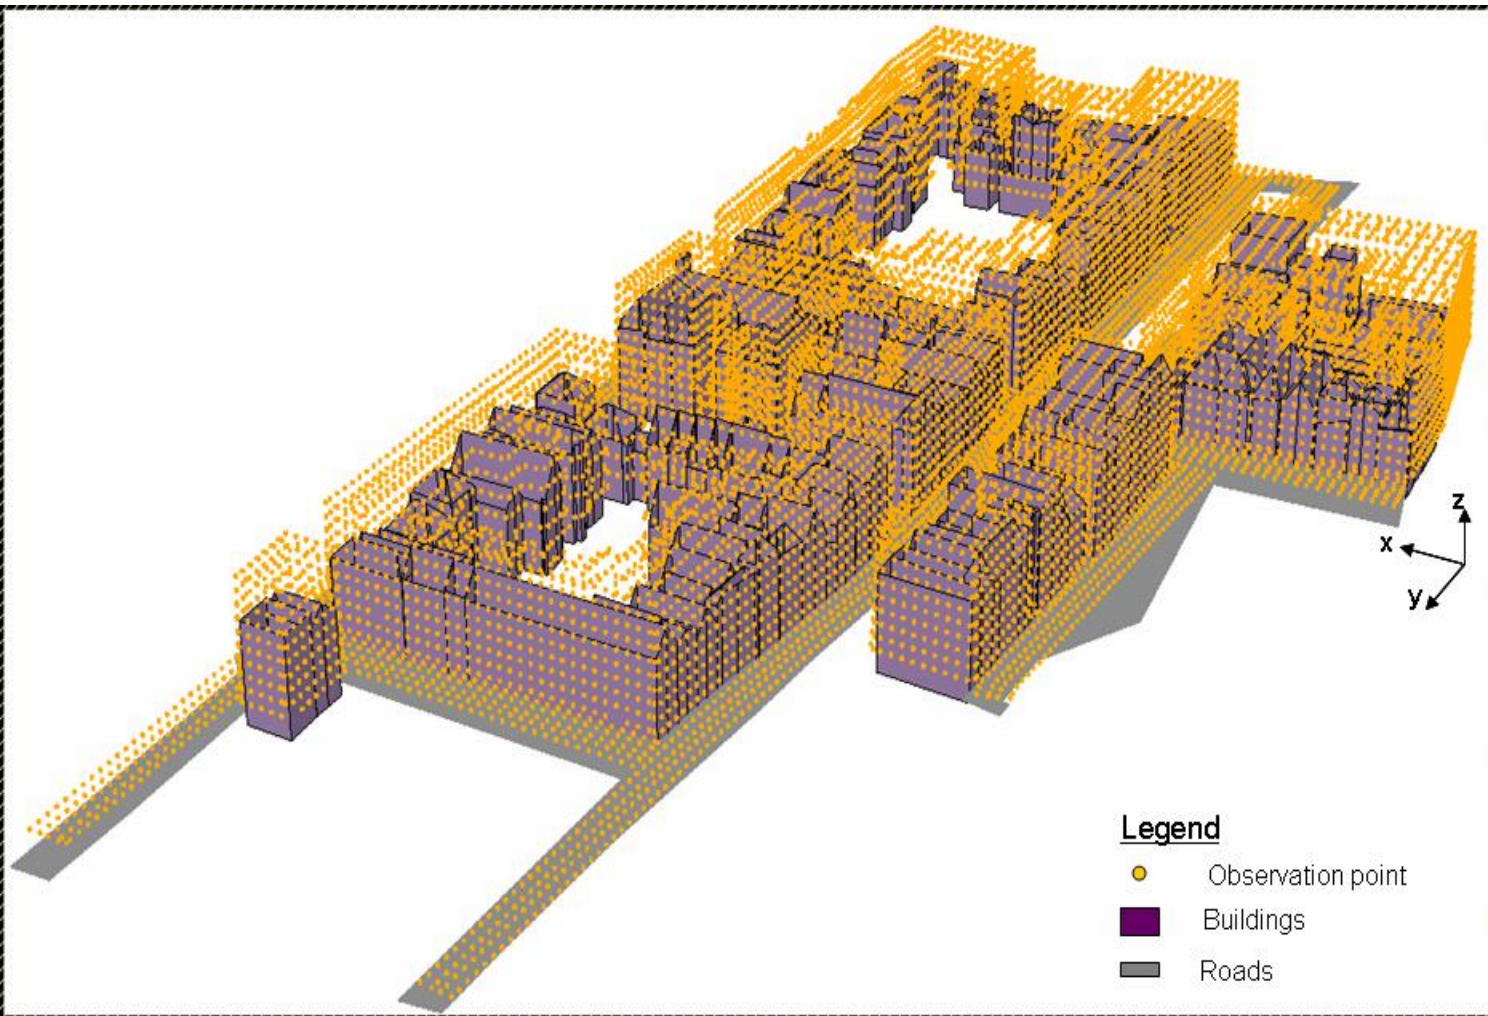 z
x
y
Legend
Observation point
Buildings
Roads